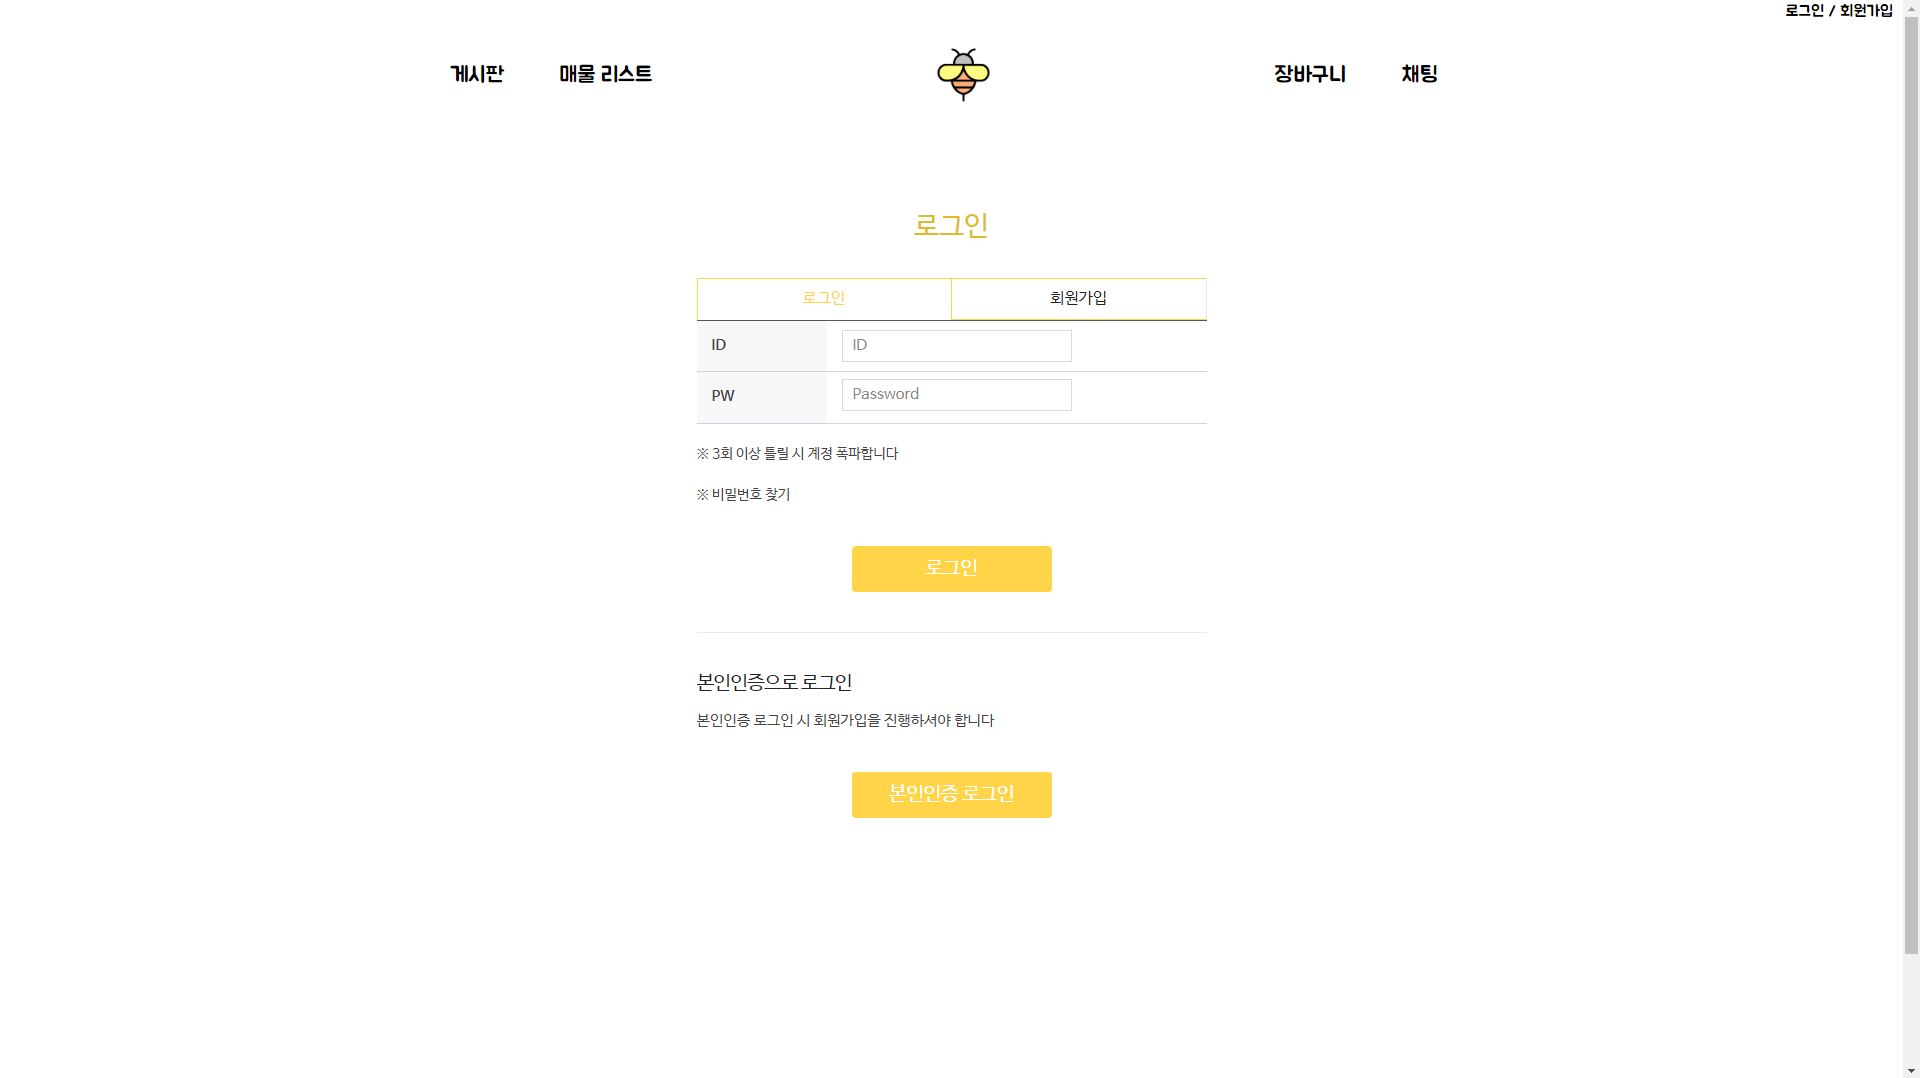 로그인 / 회원가입
게시판 매물 리스트 장바구니 채팅
로그인
로그인 회원가입
ID ID
PW Password
※ 3회 이상 틀릴 시 계정 폭파합니다
※ 비밀번호 찾기
로그인
본인인증으로 로그인
본인인증 로그인 시 회원가입을 진행하셔야 합니다
본인인증 로그인